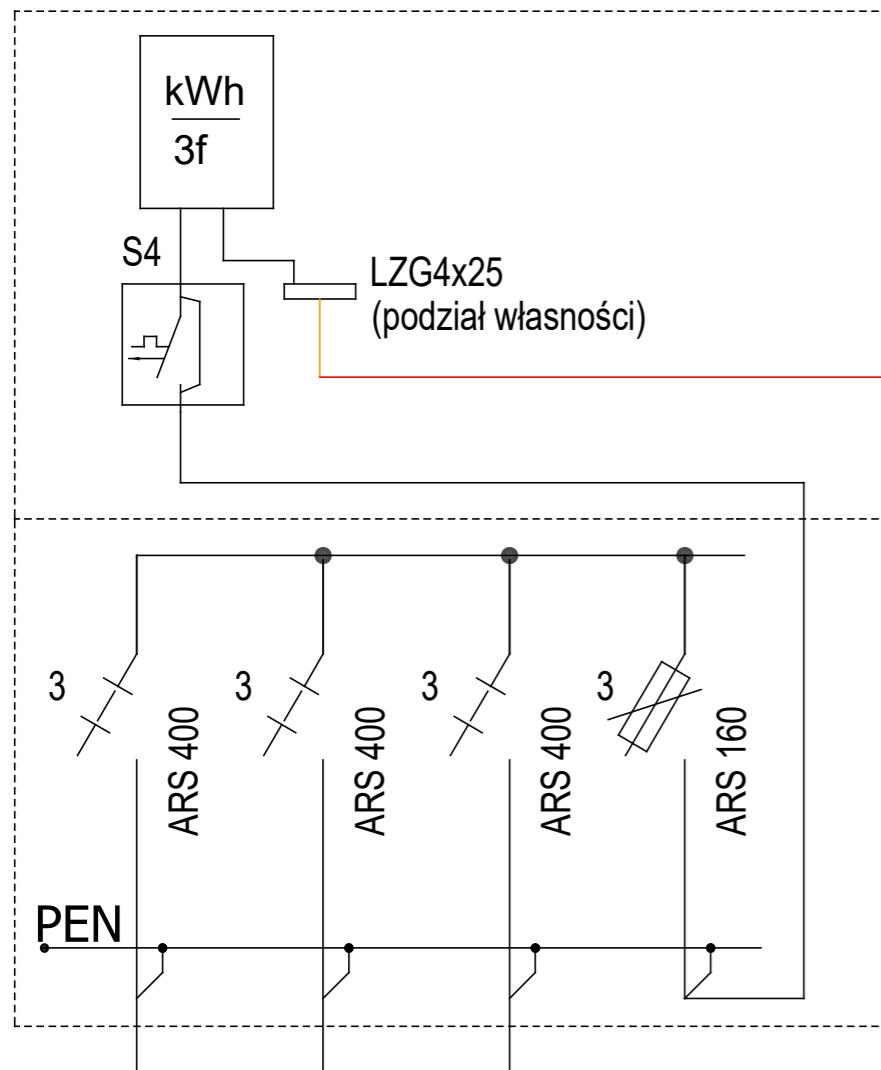 kWh
3f
S4
LZG4x25
(podział własności)
3
ARS 400
3
ARS 400
3
ARS 400
3
ARS 160
PEN